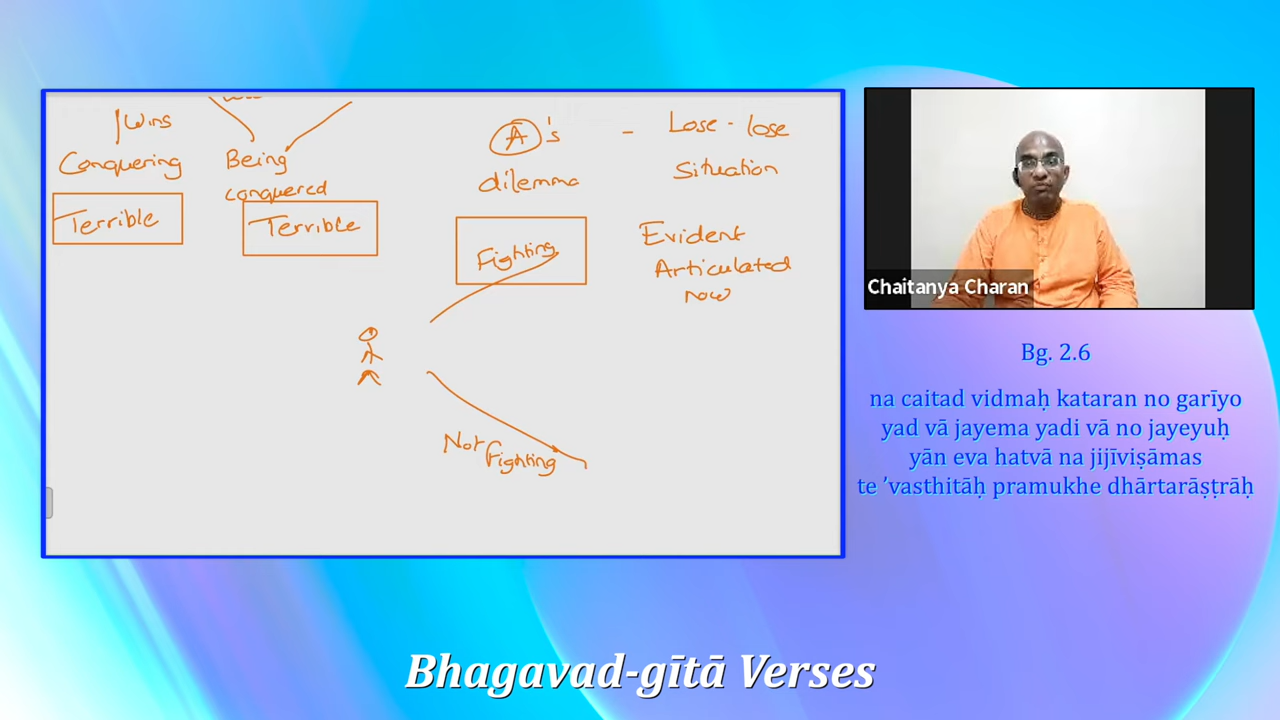 Wins
Conquering
Terrible
Being
conquered
Terrible
A's
dilemma
- Lose - lose
Situation
Fighting
Evident
Articulated
now
Not Fighting
Chaitanya Charan
Bg. 2.6
na caitad vidmaḥ kataran no garīyo
yad vā jayema yadi vā no jayeyuḥ
yān eva hatvā na jijīviṣāmas
te ’vasthitāḥ pramukhe dhārtarāṣṭrāḥ
Bhagavad-gītā Verses